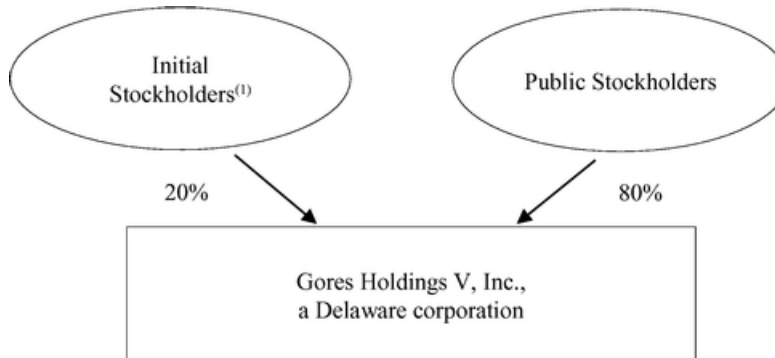 Initial
Stockholders(1)
Public Stockholders
20%
80%
Gores Holdings V, Inc.,
a Delaware corporation